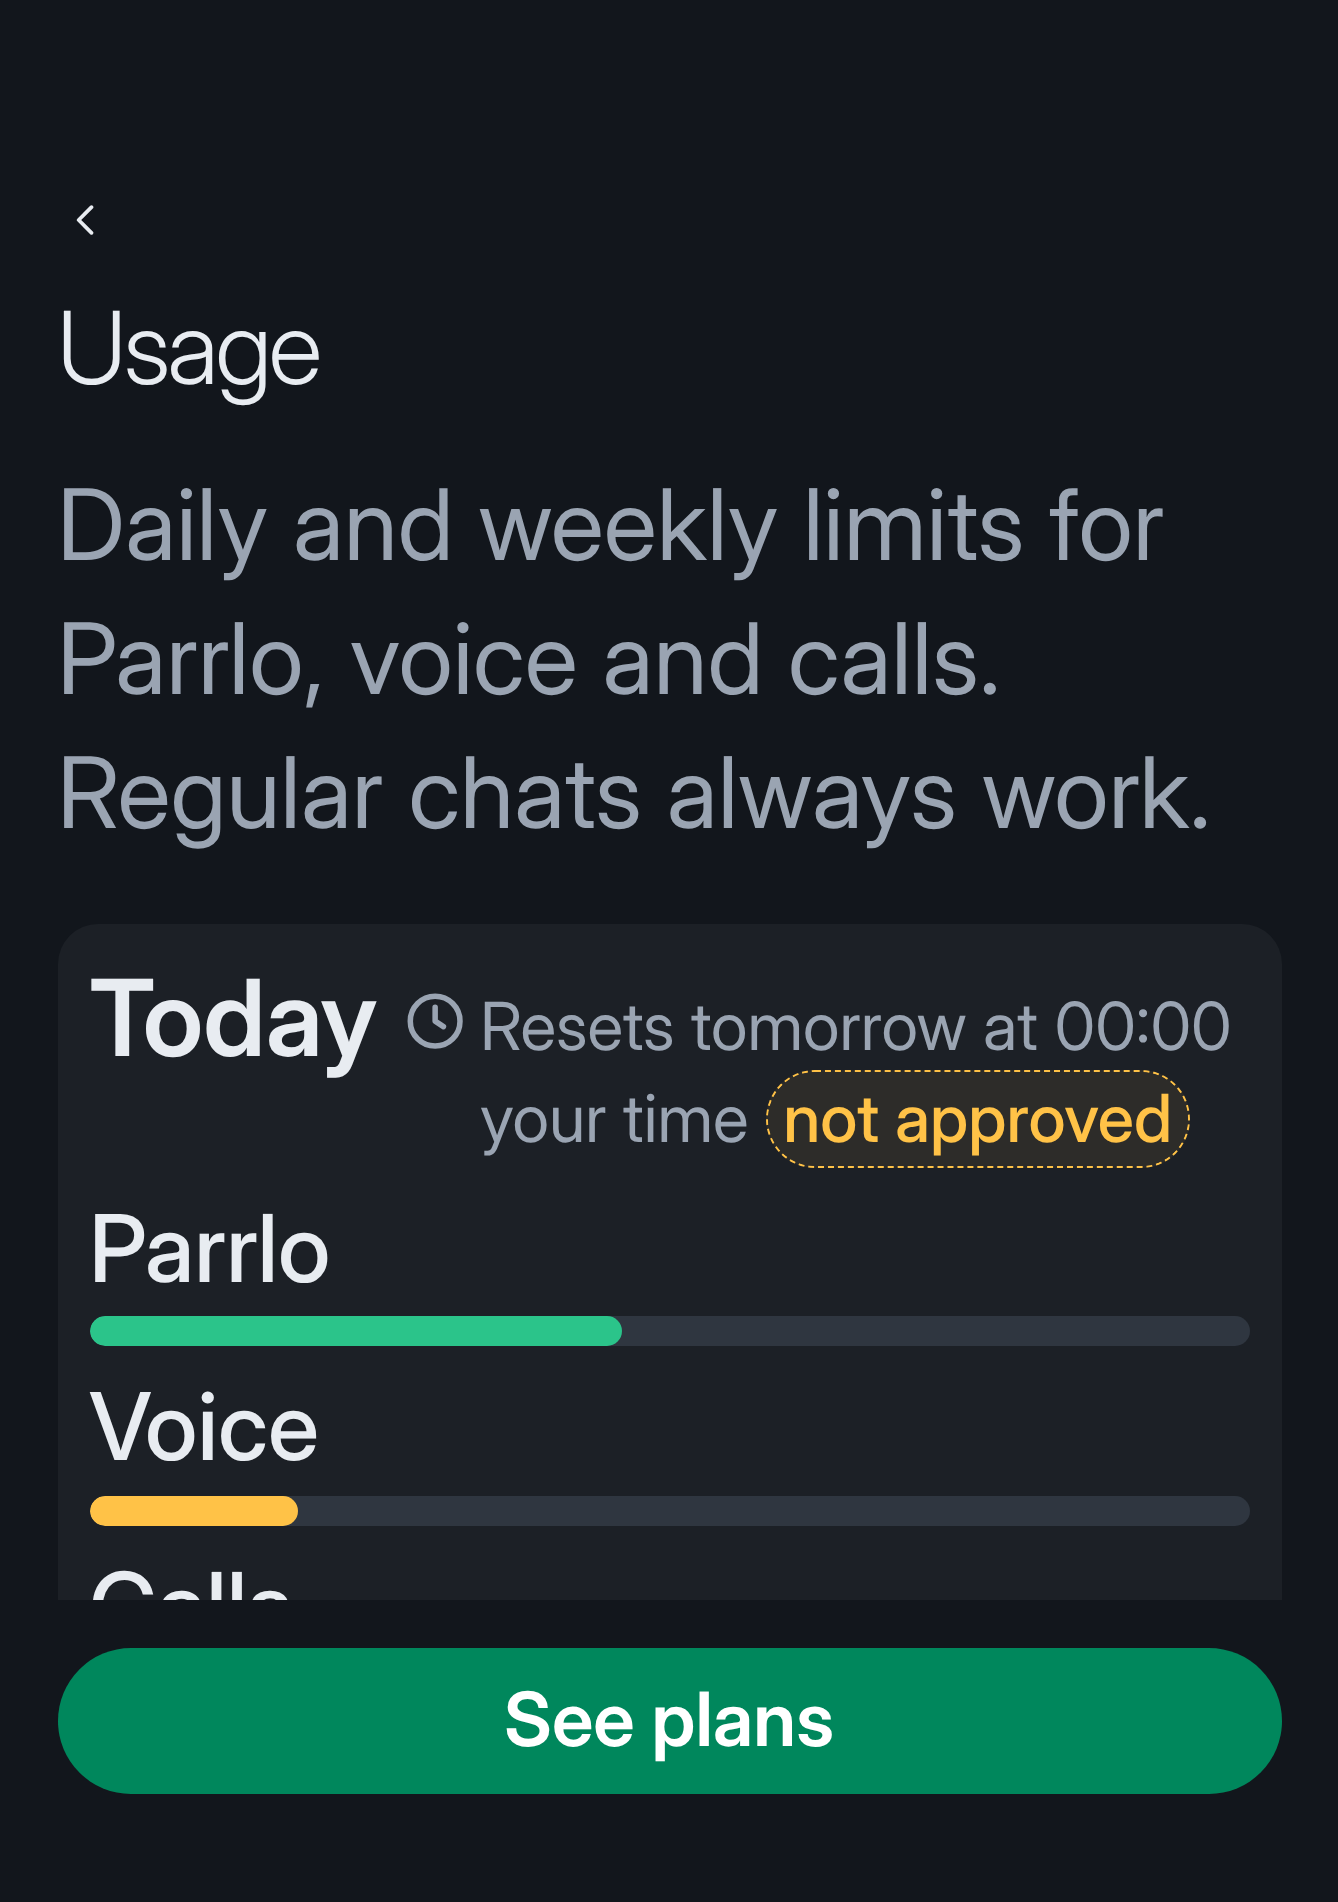 Usage
Daily and weekly limits for
Parrlo, voice and calls.
Regular chats always work.
Today Resets tomorrow at 00:00
your time not approved
Parrlo
Voice
Calls
See plans